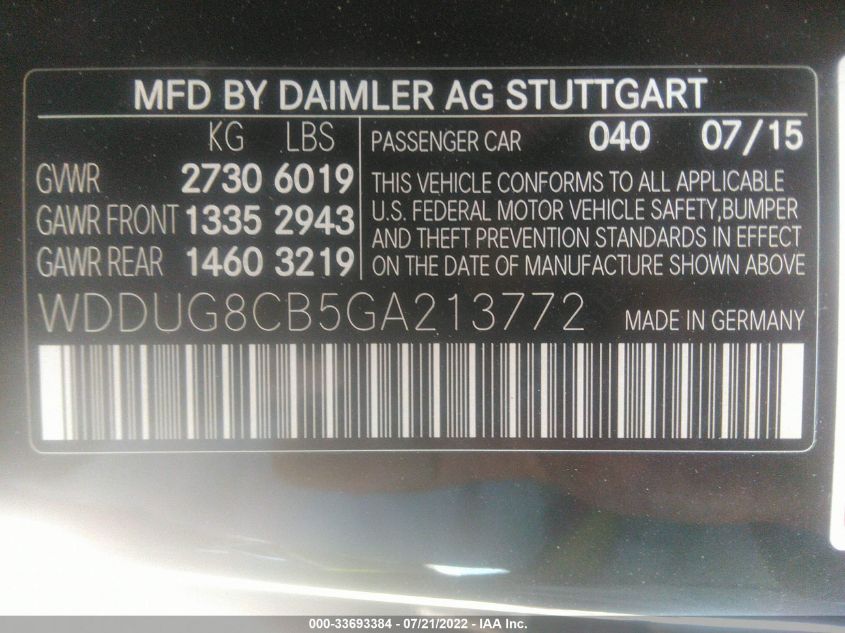 MFD BY DAIMLER AG STUTTGART
KG LBS
GVWR 2730 6019
GAWR FRONT 1335 2943
GAWR REAR 1460 3219
PASSENGER CAR 040 07/15
THIS VEHICLE CONFORMS TO ALL APPLICABLE
U.S. FEDERAL MOTOR VEHICLE SAFETY,BUMPER
AND THEFT PREVENTION STANDARDS IN EFFECT
ON THE DATE OF MANUFACTURE SHOWN ABOVE
WDDUG8CB5GA213772 MADE IN GERMANY
000-33693384 - 07/21/2022 - IAA Inc.